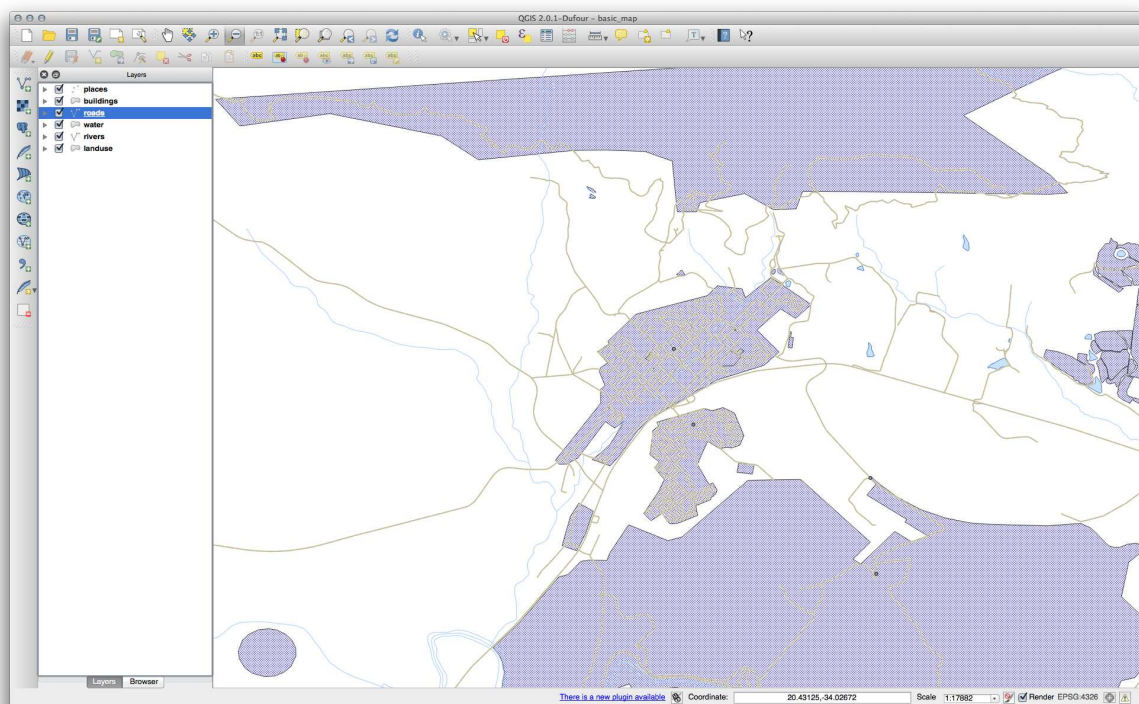 QGIS 2.0.1-Dufour – basic_map
Layers
places
buildings
roads
water
rivers
landuse
Layers Browser
There is a new plugin available Coordinate: 20.43125,-34.02672 Scale 1:17882 Render EPSG:4326